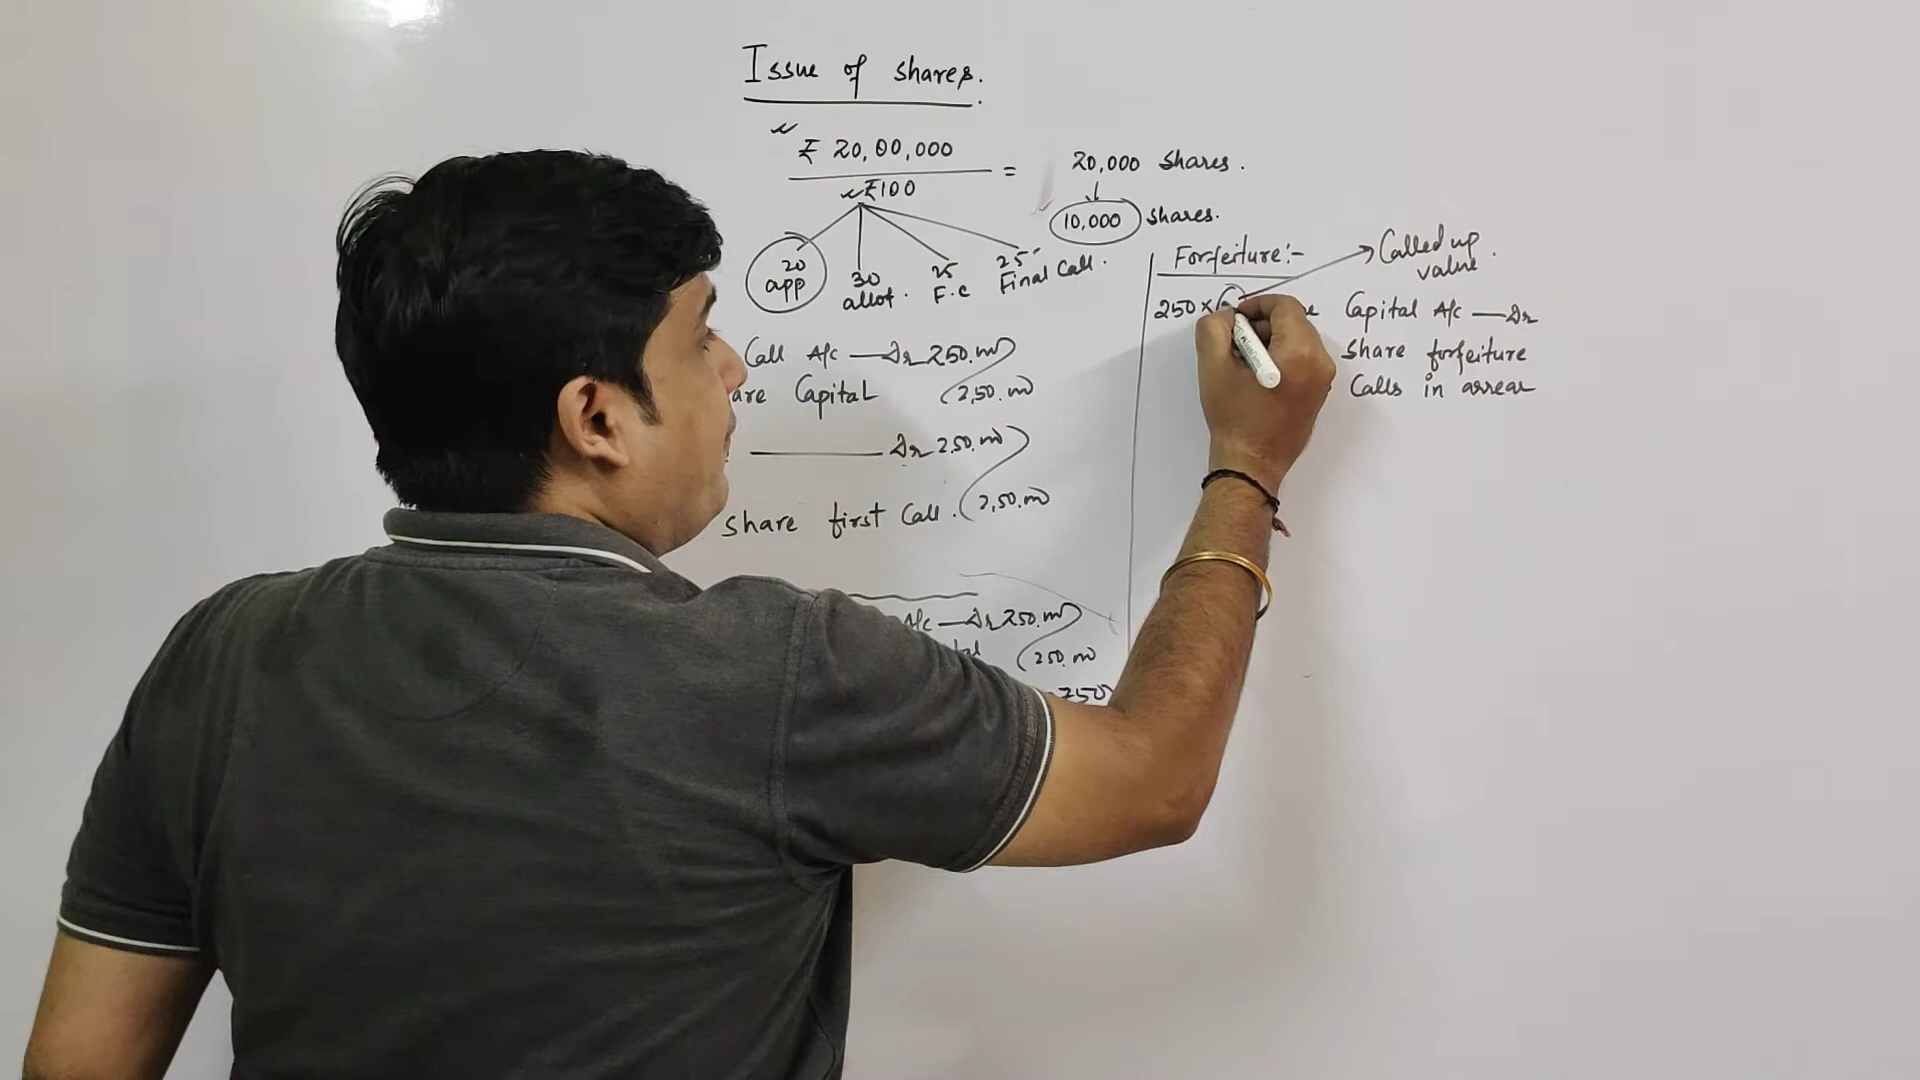 Issue of shares.
₹ 20,00,000
₹100
=
20,000 shares.
10,000 shares.
20
app
30
allot.
25
F.C
25
Final Call.
Call A/c — Dr 250.m
are Capital (2,50.m
Dr 2,50.m
share first Call. (2,50.m
A/c — Dr 250.m
(250.m
250
Forfeiture:-
Called up
value.
250×
Capital A/c — Dr
share forfeiture
Calls in arrear